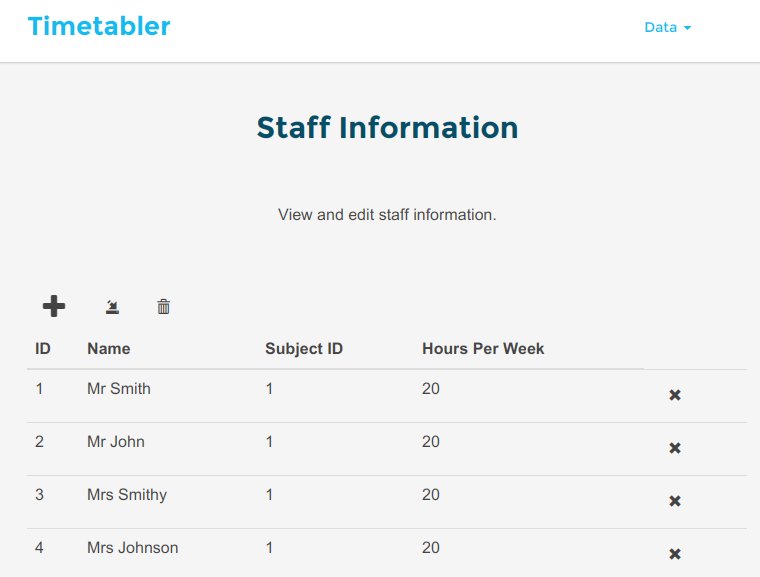 Timetabler Data
Staff Information
View and edit staff information.
ID Name Subject ID Hours Per Week
1 Mr Smith 1 20
2 Mr John 1 20
3 Mrs Smithy 1 20
4 Mrs Johnson 1 20